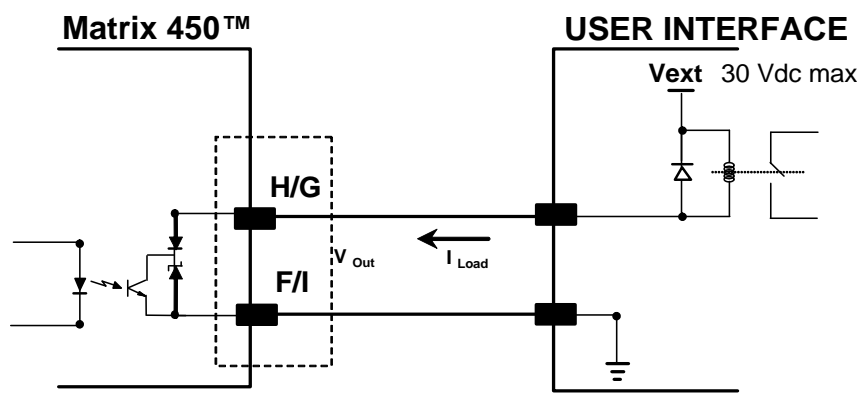 Matrix 450™
USER INTERFACE
Vext 30 Vdc max
H/G
V Out
I Load
F/I